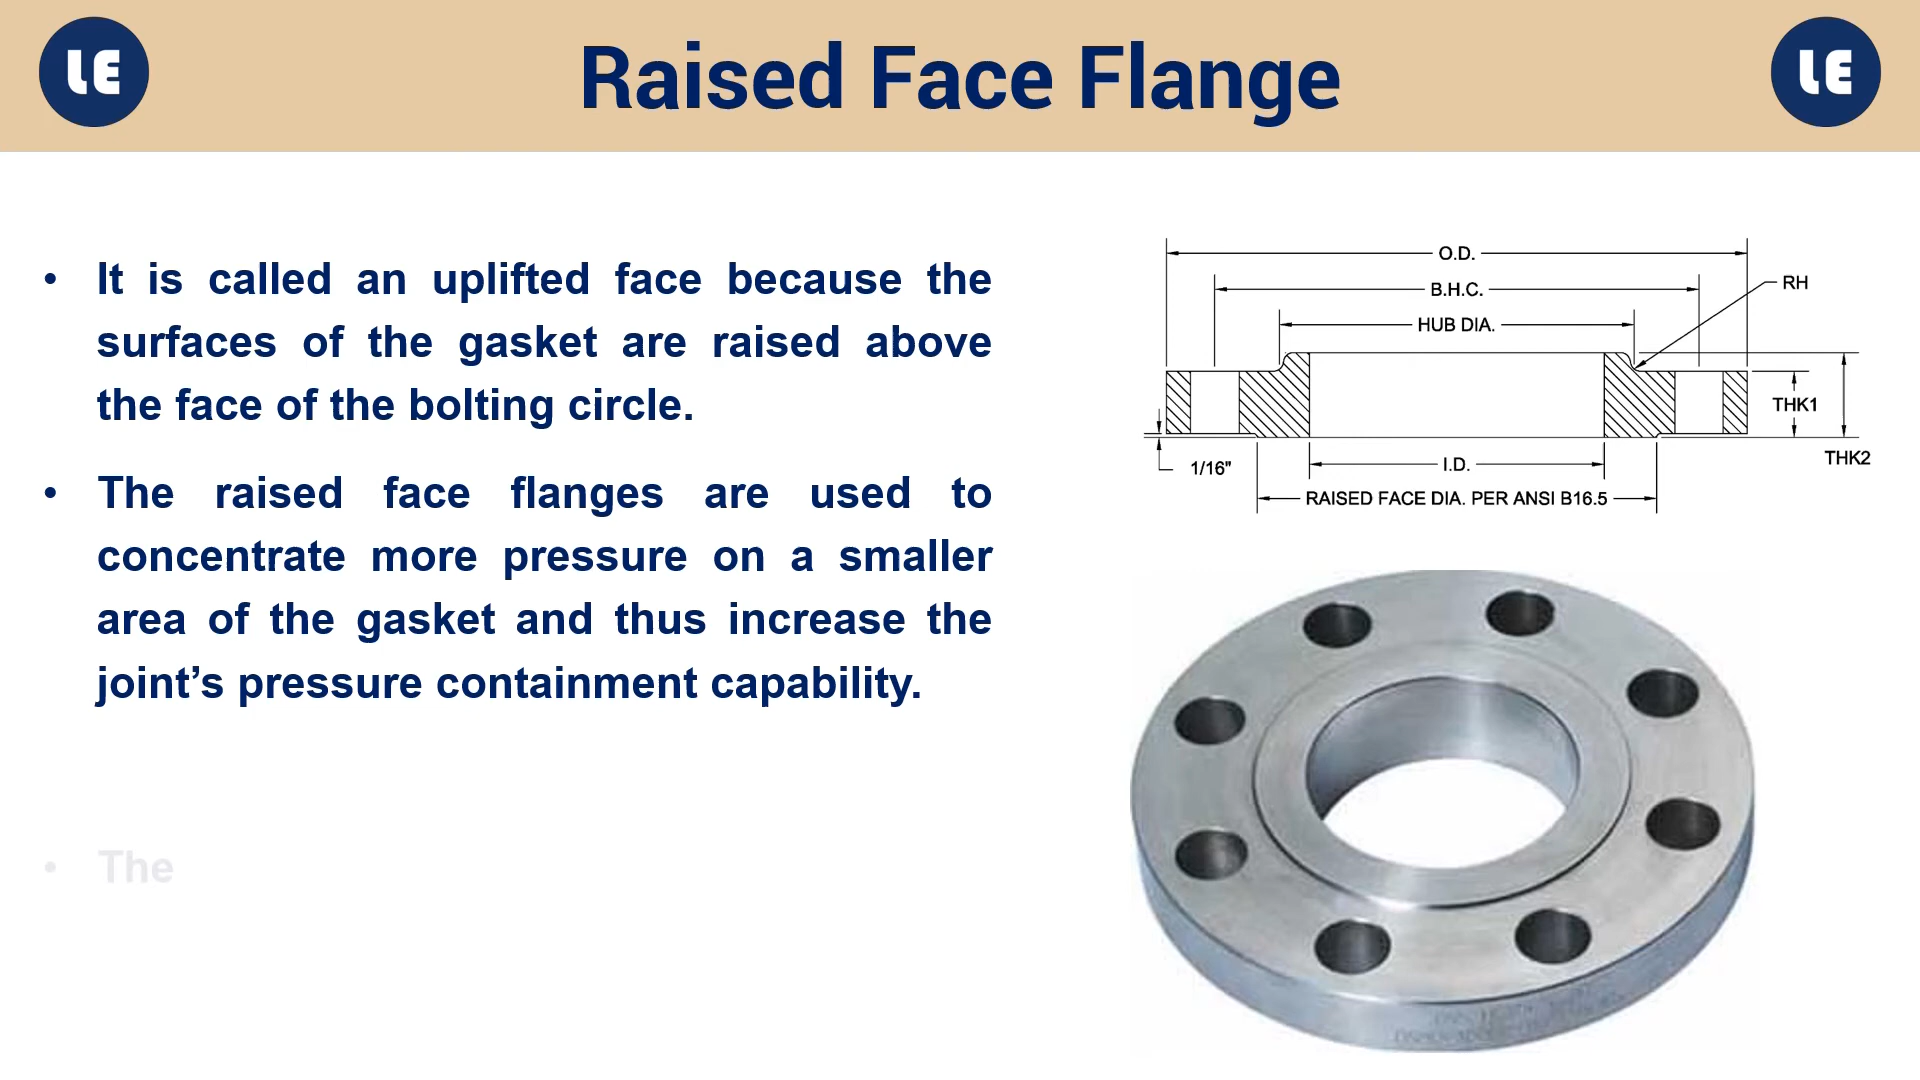 LE
Raised Face Flange
LE
• It is called an uplifted face because the
surfaces of the gasket are raised above
the face of the bolting circle.
• The raised face flanges are used to
concentrate more pressure on a smaller
area of the gasket and thus increase the
joint’s pressure containment capability.
• The
O.D.
B.H.C.
RH
HUB DIA.
THK1
THK2
1/16"
I.D.
RAISED FACE DIA. PER ANSI B16.5